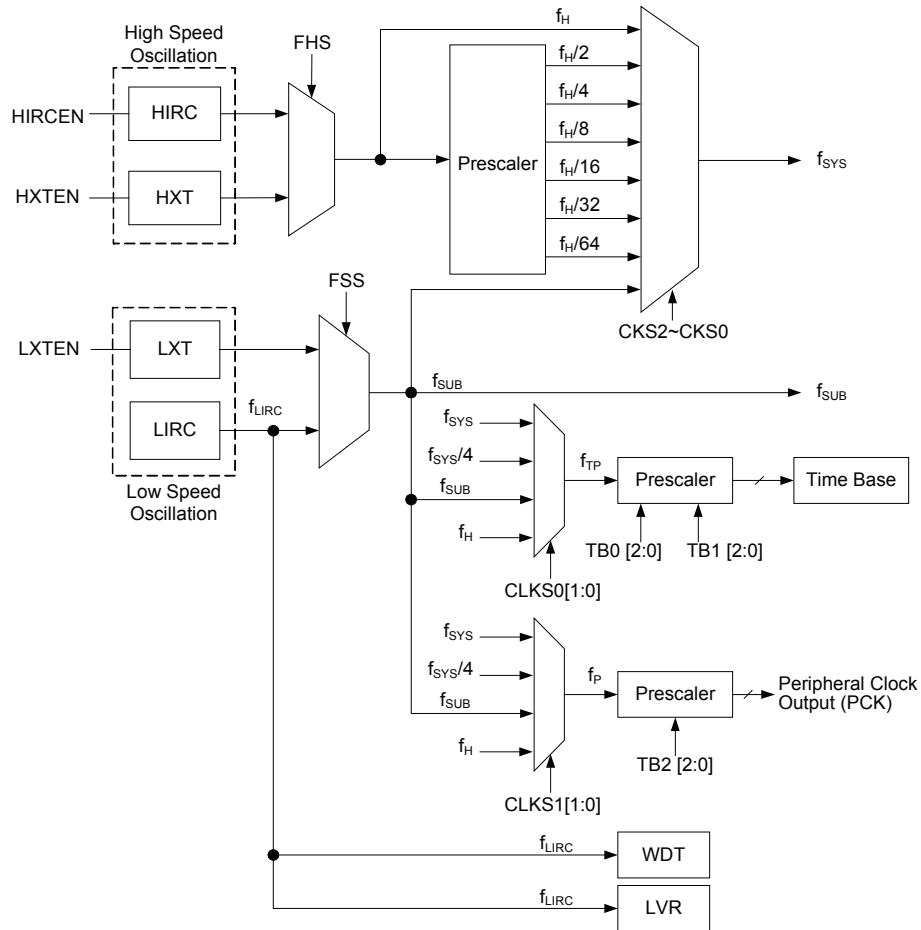 High Speed
Oscillation
FHS
HIRCEN
HIRC
HXTEN
HXT
Prescaler
fH
fH/2
fH/4
fH/8
fH/16
fH/32
fH/64
fSYS
CKS2~CKS0
FSS
LXTEN
LXT
LIRC
fLIRC
Low Speed
Oscillation
fSUB
fSUB
fSYS
fSYS/4
fSUB
fH
CLKS0[1:0]
fTP
Prescaler
TB0 [2:0]
TB1 [2:0]
Time Base
fSYS
fSYS/4
fSUB
fH
CLKS1[1:0]
fP
Prescaler
TB2 [2:0]
Peripheral Clock
Output (PCK)
fLIRC
WDT
fLIRC
LVR